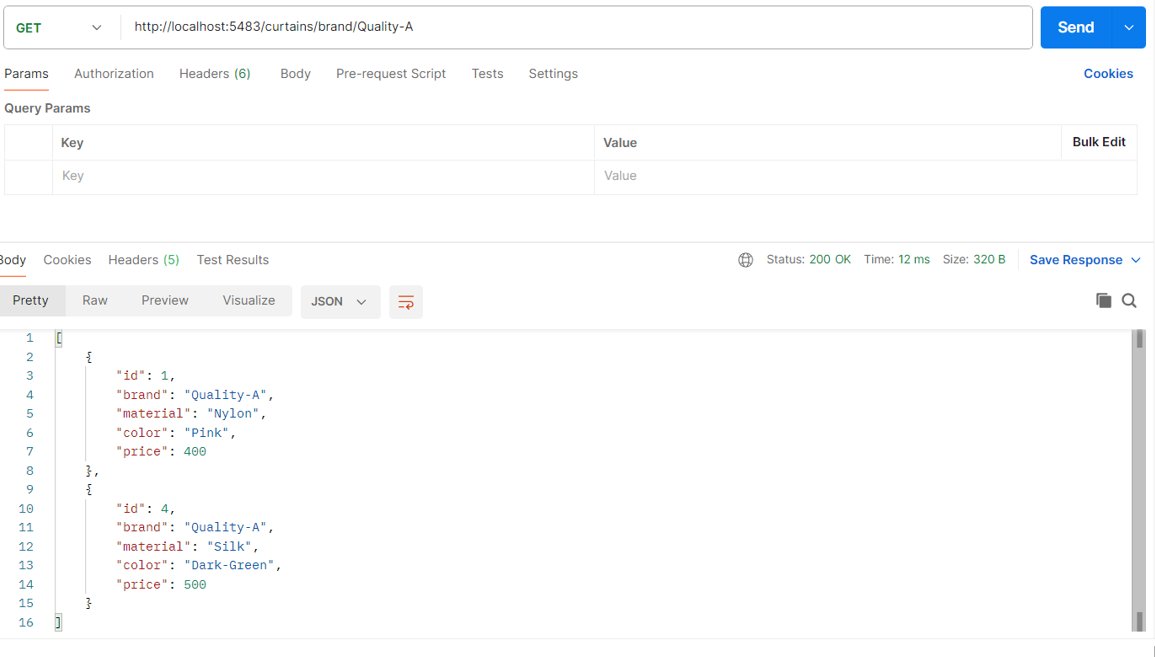 GET http://localhost:5483/curtains/brand/Quality-A Send
Params Authorization Headers (6) Body Pre-request Script Tests Settings Cookies
Query Params
Key Value Bulk Edit
Key Value
Body Cookies Headers (5) Test Results Status: 200 OK Time: 12 ms Size: 320 B Save Response
Pretty Raw Preview Visualize JSON
1 [
2 {
3 "id": 1,
4 "brand": "Quality-A",
5 "material": "Nylon",
6 "color": "Pink",
7 "price": 400
8 },
9 {
10 "id": 4,
11 "brand": "Quality-A",
12 "material": "Silk",
13 "color": "Dark-Green",
14 "price": 500
15 }
16 ]